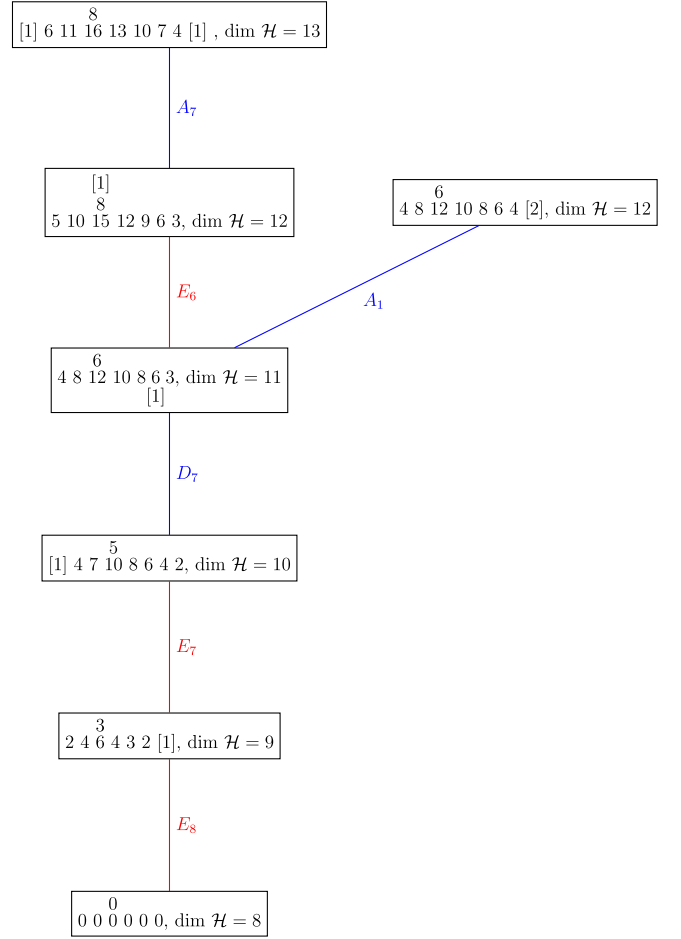 8
[1] 6 11 16 13 10 7 4 [1] , dim ℋ = 13
A₇
[1]
8
5 10 15 12 9 6 3, dim ℋ = 12
6
4 8 12 10 8 6 4 [2], dim ℋ = 12
E₆
A₁
6
4 8 12 10 8 6 3, dim ℋ = 11
[1]
D₇
5
[1] 4 7 10 8 6 4 2, dim ℋ = 10
E₇
3
2 4 6 4 3 2 [1], dim ℋ = 9
E₈
0
0 0 0 0 0 0, dim ℋ = 8